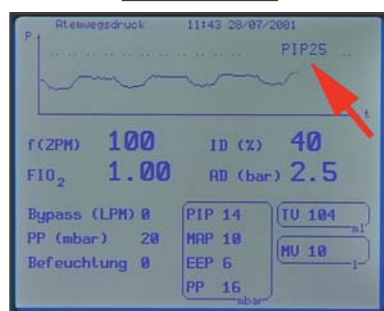 Atemwegsdruck 11:43 28/07/2001
P
PIP25
t
f(ZPM) 100 ID (%) 40
FIO2 1.00 AD (bar) 2.5
Bypass (LPM) 0 PIP 14 TV 104 ml
PP (mbar) 20 MAP 10
Befeuchtung 0 EEP 6 MV 10 l
PP 16
mbar